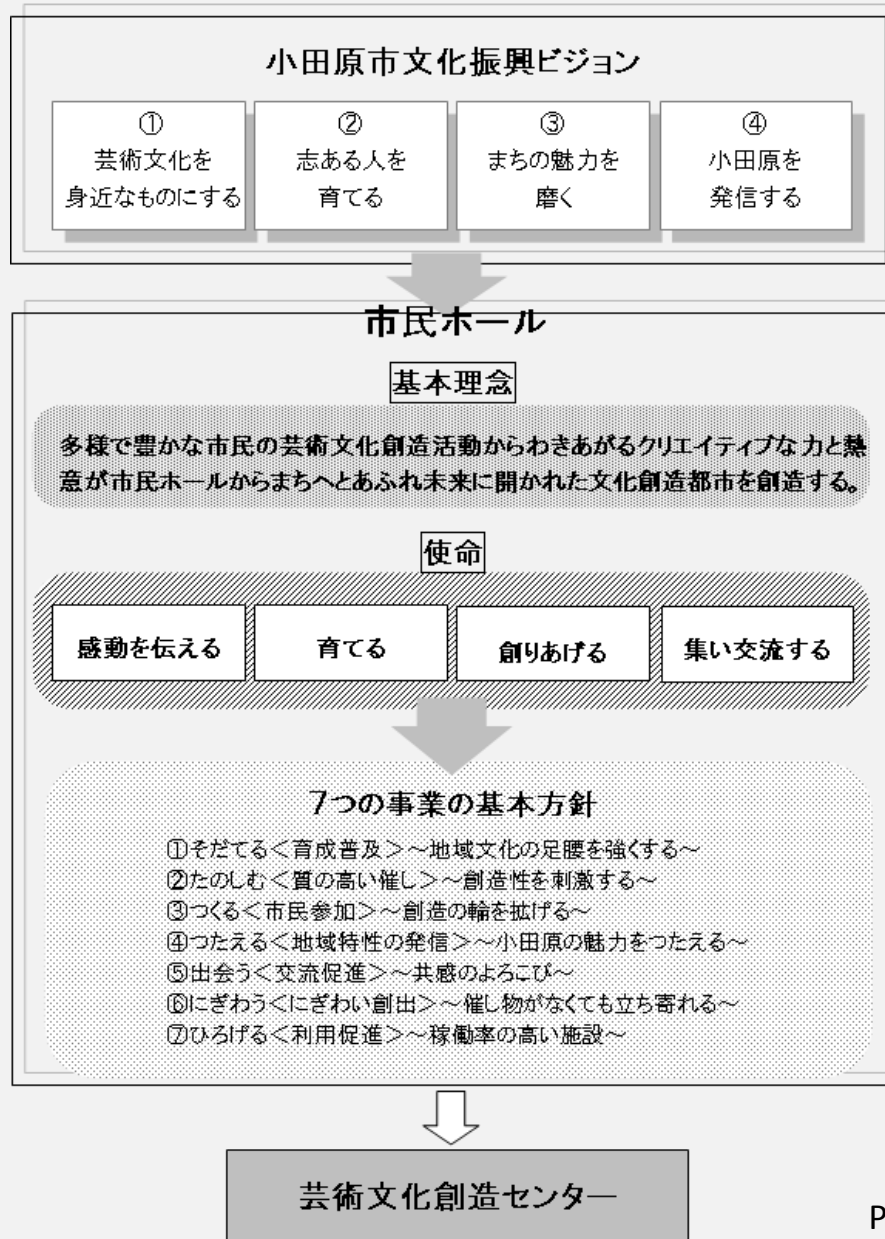 小田原市文化振興ビジョン
①
芸術文化を
身近なものにする
②
志ある人を
育てる
③
まちの魅力を
磨く
④
小田原を
発信する
市民ホール
基本理念
多様で豊かな市民の芸術文化創造活動からわきあがるクリエイティブな力と熱
意が市民ホールからまちへとあふれ未来に開かれた文化創造都市を創造する。
使命
感動を伝える
育てる
創りあげる
集い交流する
7つの事業の基本方針
①そだてる＜育成普及＞～地域文化の足腰を強くする～
②たのしむ＜質の高い催し＞～創造性を刺激する～
③つくる＜市民参加＞～創造の輪を拡げる～
④つたえる＜地域特性の発信＞～小田原の魅力をつたえる～
⑤出会う＜交流促進＞～共感のよろこび～
⑥にぎわう＜にぎわい創出＞～催し物がなくても立ち寄れる～
⑦ひろげる＜利用促進＞～稼働率の高い施設～
芸術文化創造センター
P